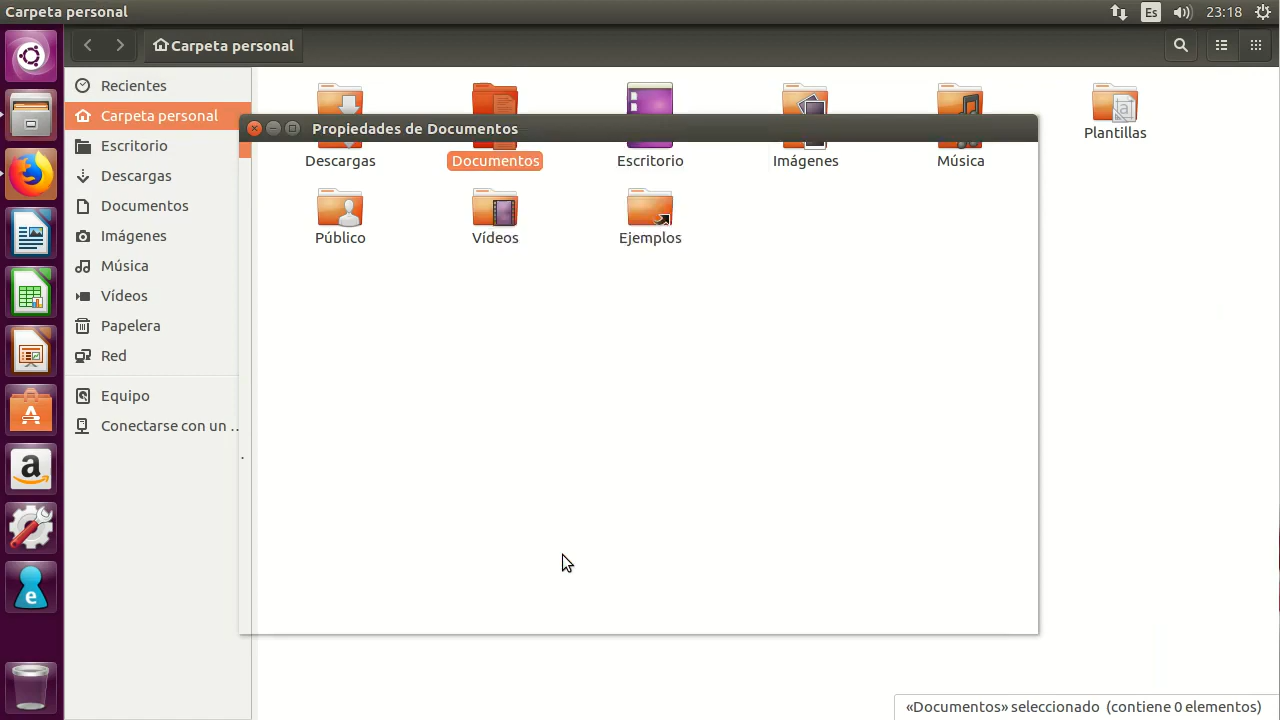 Carpeta personal
Es
23:18
Carpeta personal
Recientes
Carpeta personal
Escritorio
Descargas
Documentos
Imágenes
Música
Vídeos
Papelera
Red
Equipo
Conectarse con un ...
Propiedades de Documentos
Descargas
Documentos
Escritorio
Imágenes
Música
Plantillas
Público
Vídeos
Ejemplos
«Documentos» seleccionado (contiene 0 elementos)